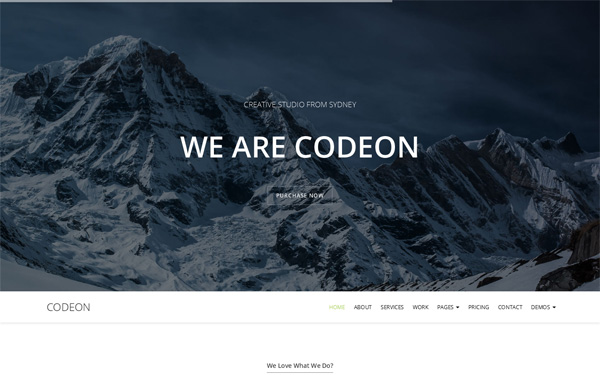 CREATIVE STUDIO FROM SYDNEY
WE ARE CODEON
PURCHASE NOW
CODEON
HOME ABOUT SERVICES WORK PAGES PRICING CONTACT DEMOS
We Love What We Do?